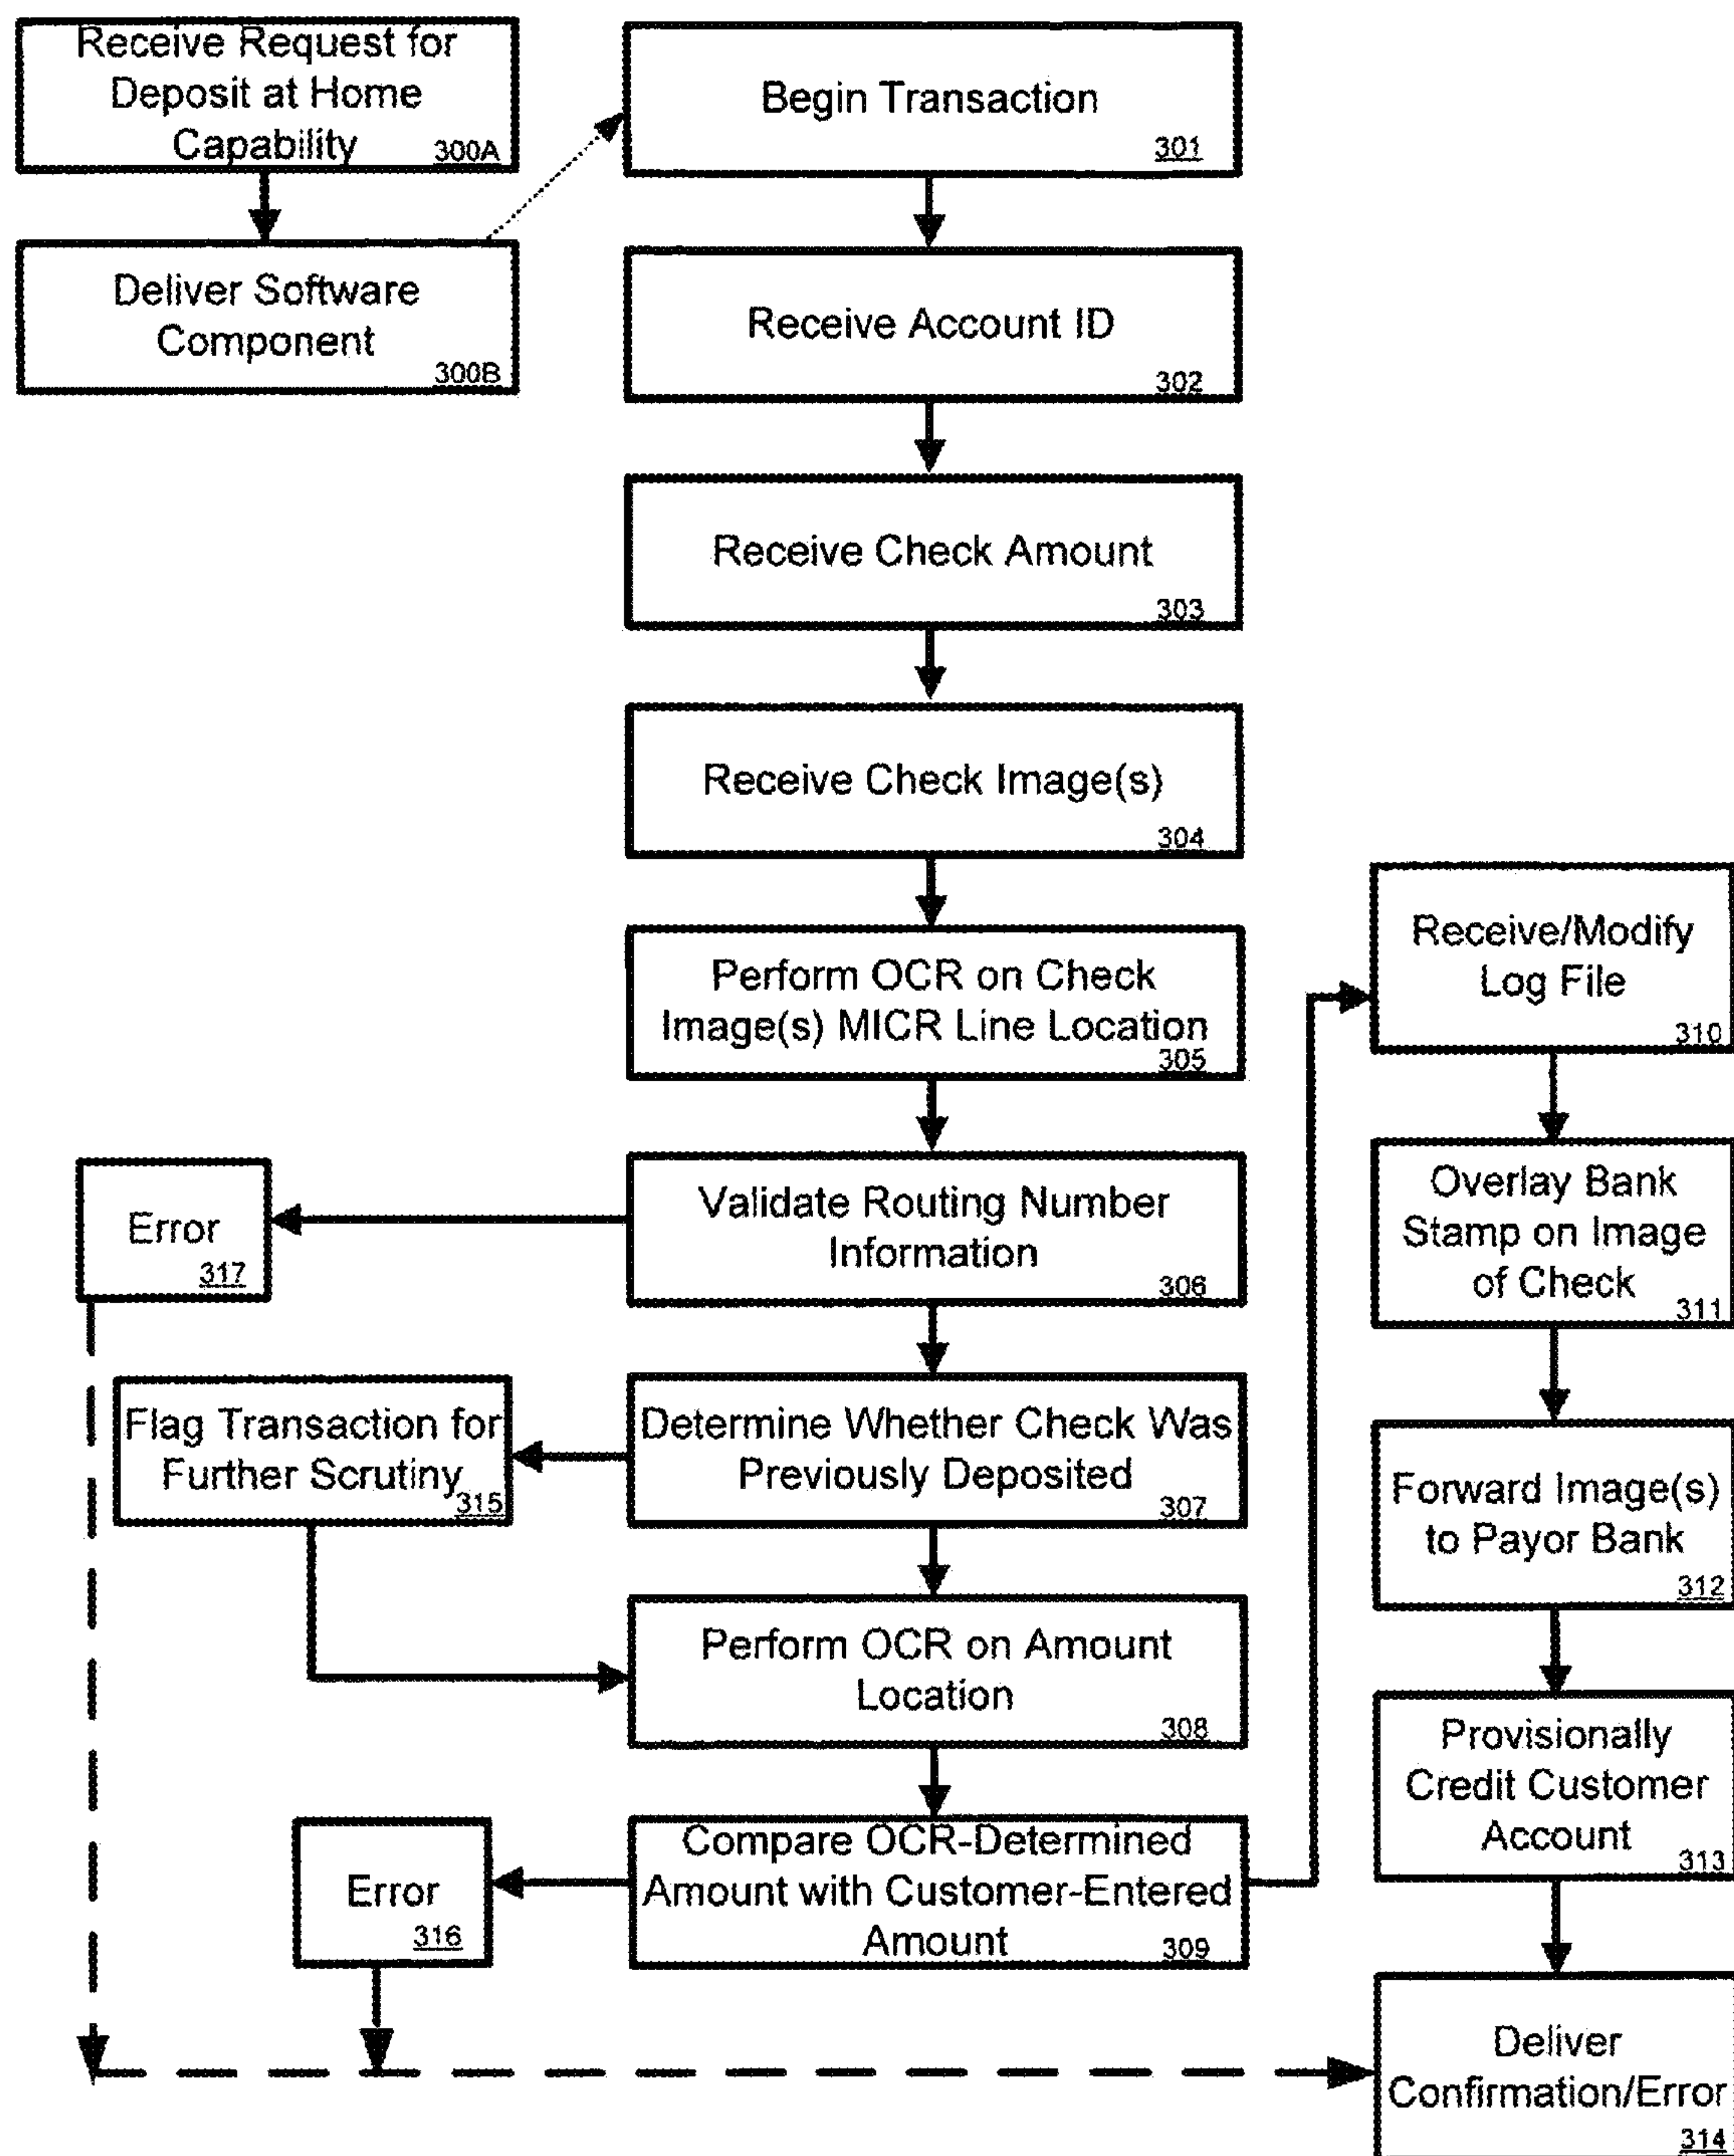 Receive Request for
Deposit at Home
Capability
300A
Deliver Software
Component
300B
Begin Transaction
301
Receive Account ID
302
Receive Check Amount
303
Receive Check Image(s)
304
Perform OCR on Check
Image(s) MICR Line Location
305
Validate Routing Number
Information
306
Error
317
Determine Whether Check Was
Previously Deposited
307
Flag Transaction for
Further Scrutiny
315
Perform OCR on Amount
Location
308
Compare OCR-Determined
Amount with Customer-Entered
Amount
309
Error
316
Receive/Modify
Log File
310
Overlay Bank
Stamp on Image
of Check
311
Forward Image(s)
to Payor Bank
312
Provisionally
Credit Customer
Account
313
Deliver
Confirmation/Error
314